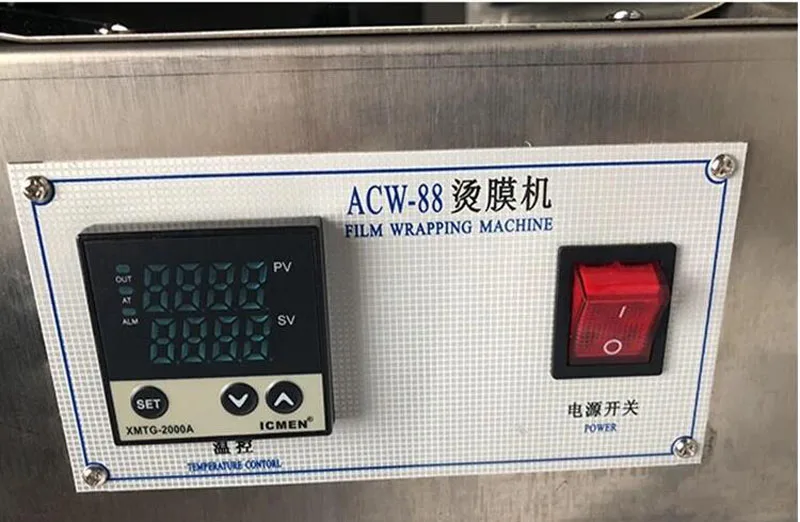 ACW-88 烫膜机
FILM WRAPPING MACHINE
PV
OUT
AT
ALM
SV
SET
XMTG-2000A
ICMEN®
温控
TEMPERATURE CONTORL
电源开关
POWER